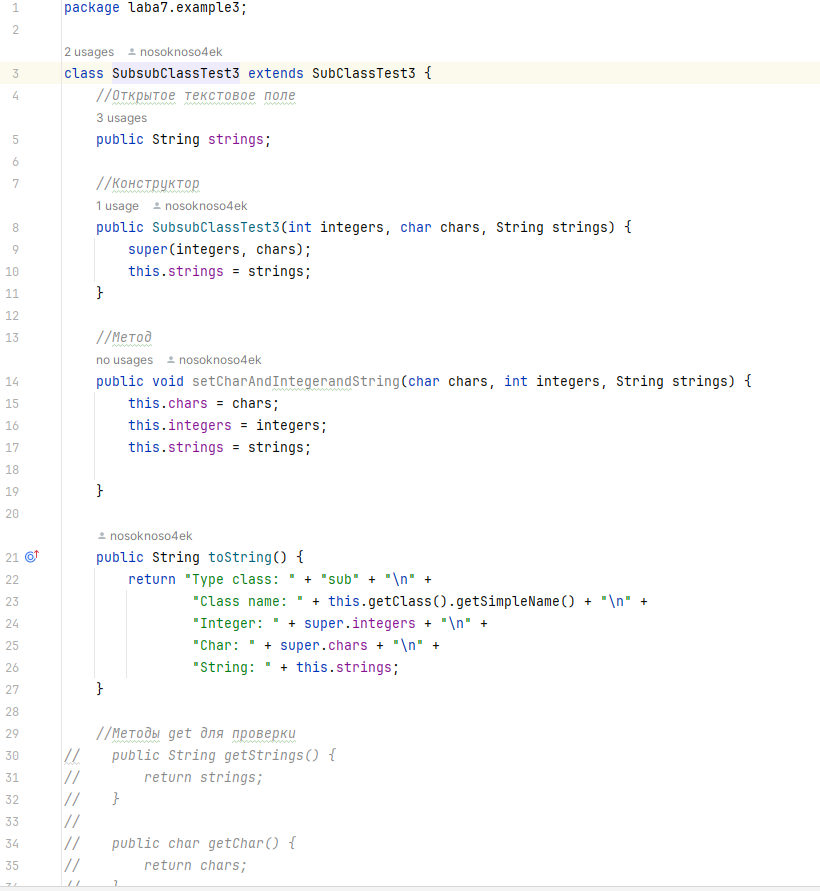 1 package laba7.example3;
2
2 usages nosoknoso4ek
3 class SubsubClassTest3 extends SubClassTest3 {
4 //Открытое текстовое поле
3 usages
5 public String strings;
6
7 //Конструктор
1 usage nosoknoso4ek
8 public SubsubClassTest3(int integers, char chars, String strings) {
9 super(integers, chars);
10 this.strings = strings;
11 }
12
13 //Метод
no usages nosoknoso4ek
14 public void setCharAndIntegerandString(char chars, int integers, String strings) {
15 this.chars = chars;
16 this.integers = integers;
17 this.strings = strings;
18
19 }
20
nosoknoso4ek
21 public String toString() {
22 return "Type class: " + "sub" + "\n" +
23 "Class name: " + this.getClass().getSimpleName() + "\n" +
24 "Integer: " + super.integers + "\n" +
25 "Char: " + super.chars + "\n" +
26 "String: " + this.strings;
27 }
28
29 //Методы get для проверки
30 // public String getStrings() {
31 // return strings;
32 // }
33 //
34 // public char getChar() {
35 // return chars;